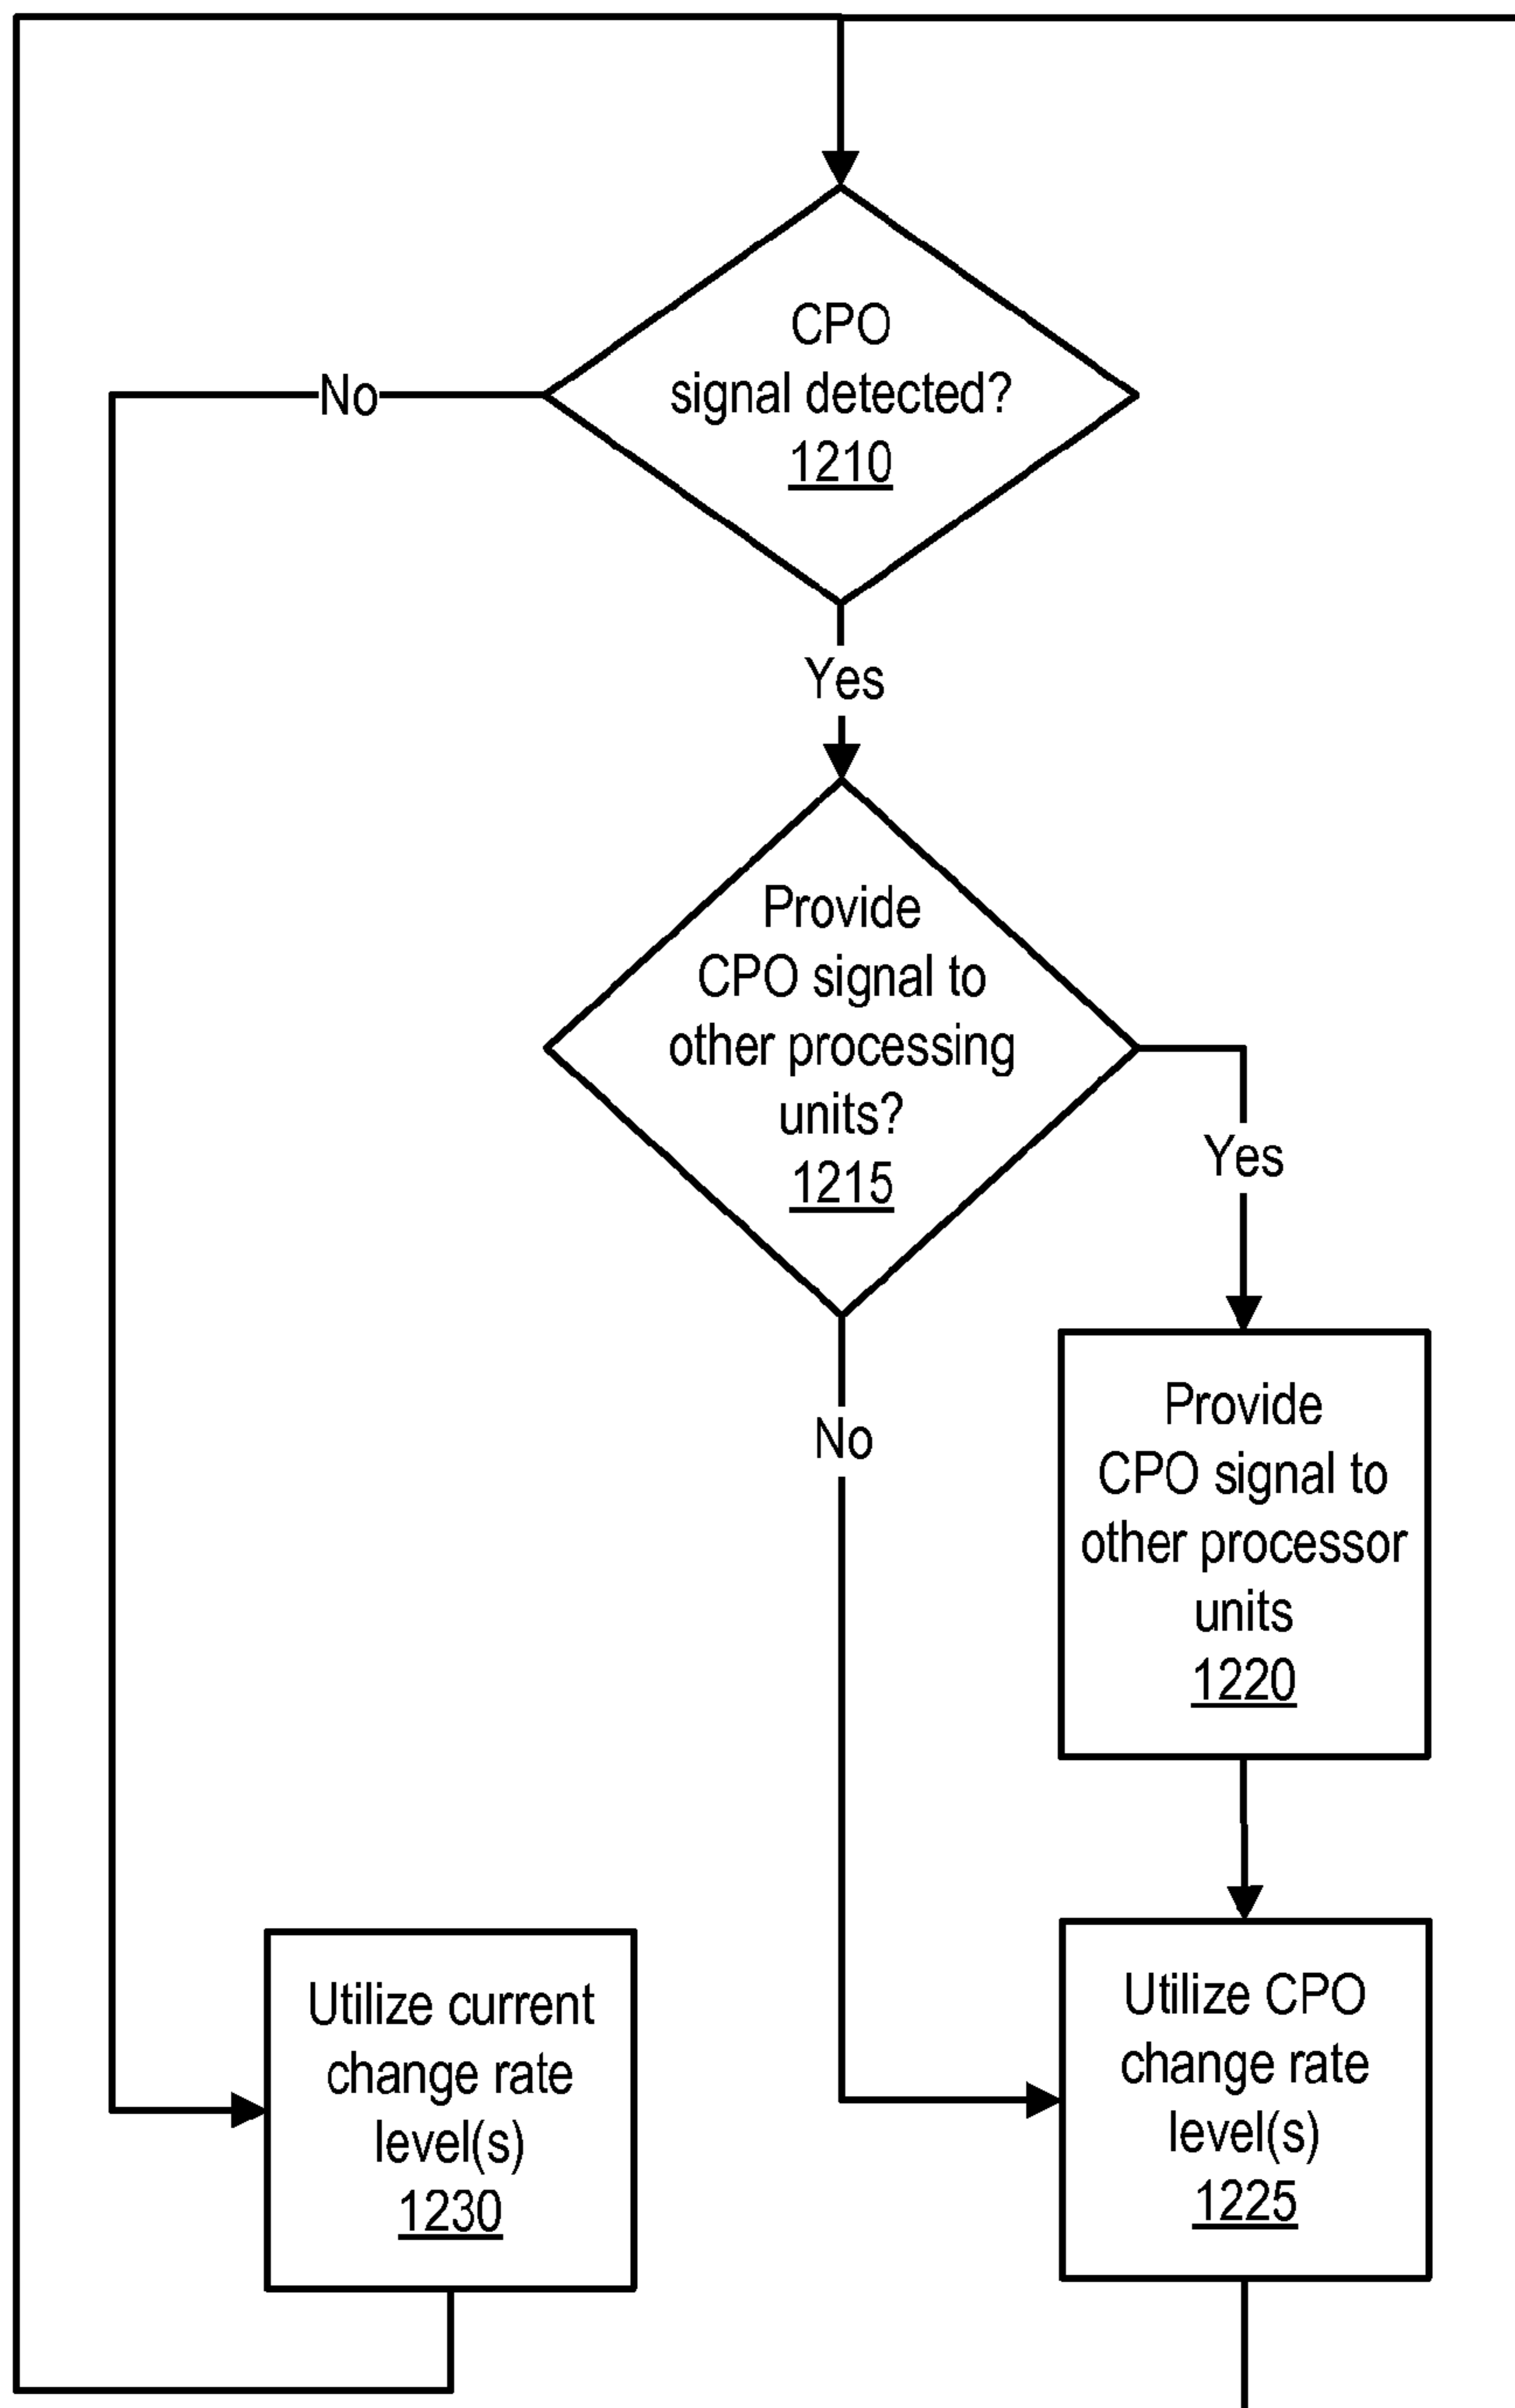 CPO
signal detected?
1210
No
Yes
Provide
CPO signal to
other processing
units?
1215
Yes
No
Provide
CPO signal to
other processor
units
1220
Utilize current
change rate
level(s)
1230
Utilize CPO
change rate
level(s)
1225